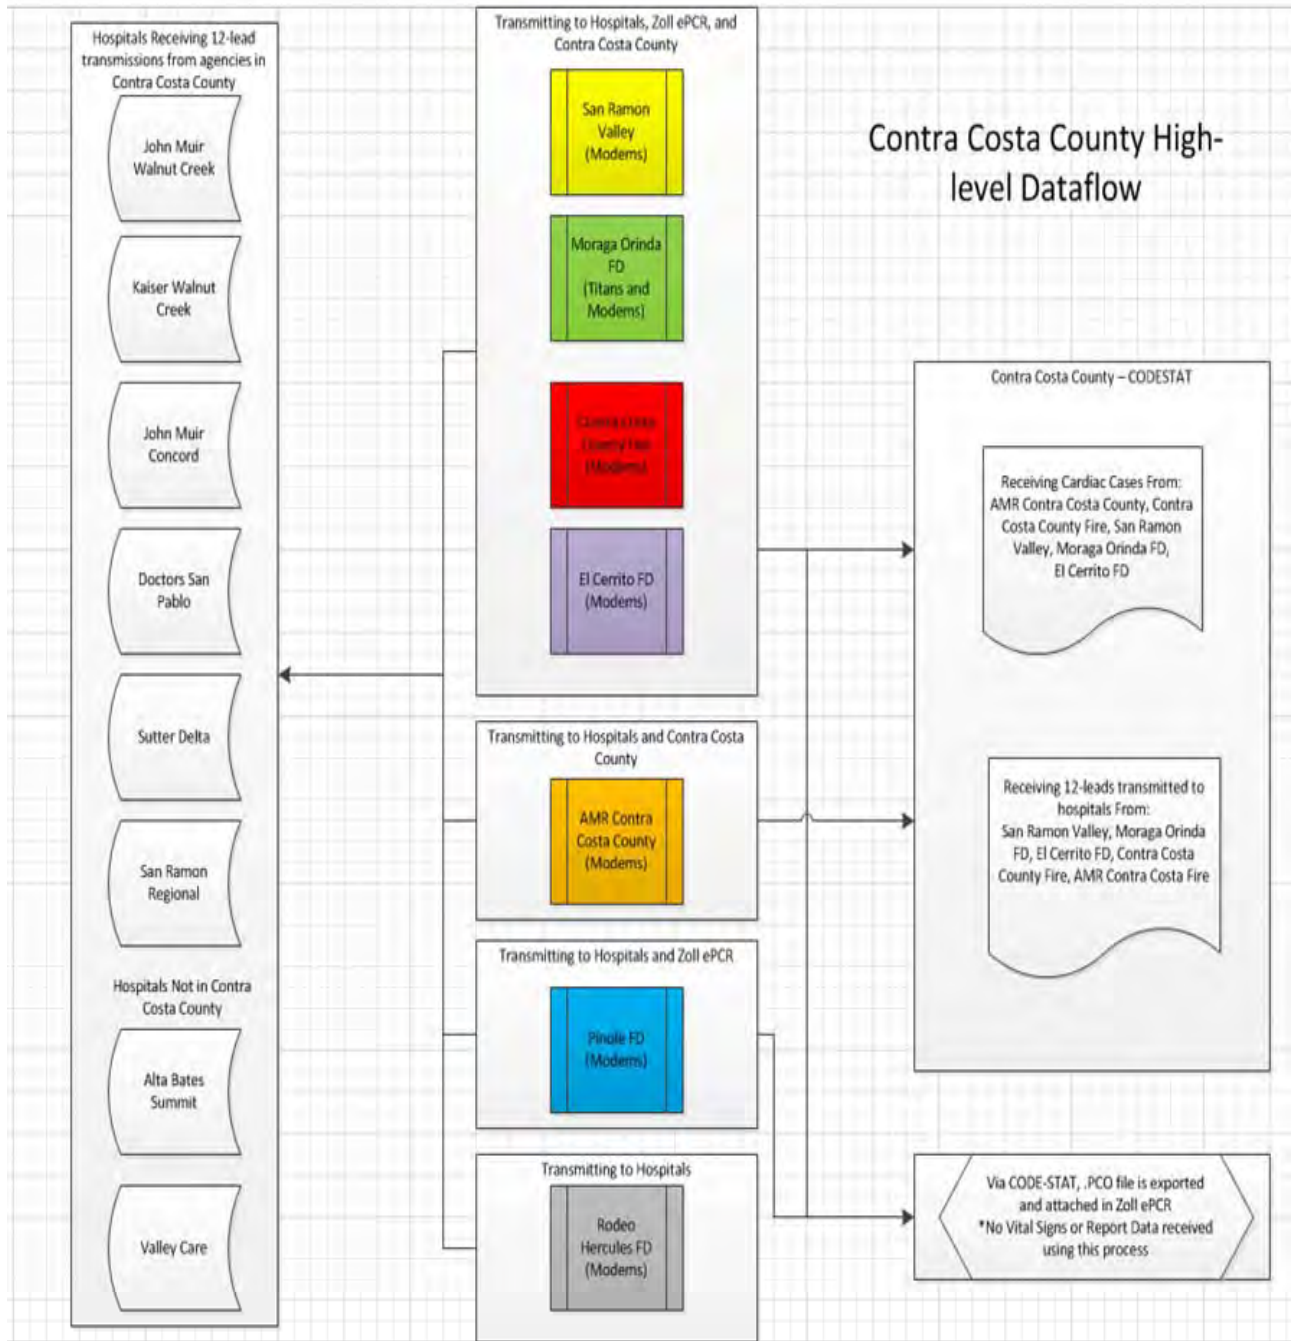 Hospitals Receiving 12-lead
transmissions from agencies in
Contra Costa County
John Muir
Walnut Creek
Kaiser Walnut
Creek
John Muir
Concord
Doctors San
Pablo
Sutter Delta
San Ramon
Regional
Hospitals Not in Contra
Costa County
Alta Bates
Summit
Valley Care
Transmitting to Hospitals, Zoll ePCR, and
Contra Costa County
San Ramon
Valley
(Modems)
Moraga Orinda
FD
(Titans and
Modems)
Contra Costa
County Fire
(Modems)
El Cerrito FD
(Modems)
Transmitting to Hospitals and Contra Costa
County
AMR Contra
Costa County
(Modems)
Transmitting to Hospitals and Zoll ePCR
Pinole FD
(Modems)
Transmitting to Hospitals
Rodeo
Hercules FD
(Modems)
Contra Costa County High-
level Dataflow
Contra Costa County – CODESTAT
Receiving Cardiac Cases From:
AMR Contra Costa County, Contra
Costa County Fire, San Ramon
Valley, Moraga Orinda FD,
El Cerrito FD
Receiving 12-leads transmitted to
hospitals From:
San Ramon Valley, Moraga Orinda
FD, El Cerrito FD, Contra Costa
County Fire, AMR Contra Costa Fire
Via CODE-STAT, .PCO file is exported
and attached in Zoll ePCR
*No Vital Signs or Report Data received
using this process